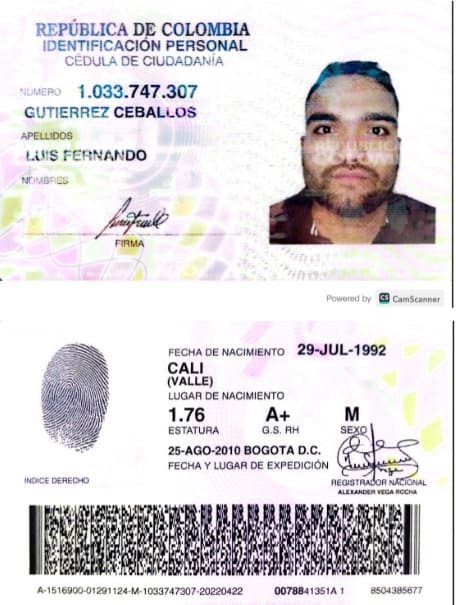 REPÚBLICA DE COLOMBIA
IDENTIFICACIÓN PERSONAL
CÉDULA DE CIUDADANÍA
NUMERO 1.033.747.307
GUTIERREZ CEBALLOS
APELLIDOS
LUIS FERNANDO
NOMBRES
FIRMA
Powered by CS CamScanner
FECHA DE NACIMIENTO 29-JUL-1992
CALI
(VALLE)
LUGAR DE NACIMIENTO
1.76 A+ M
ESTATURA G.S. RH SEXO
25-AGO-2010 BOGOTA D.C.
FECHA Y LUGAR DE EXPEDICIÓN
ÍNDICE DERECHO
REGISTRADOR NACIONAL
ALEXANDER VEGA ROCHA
A-1516900-01291124-M-1033747307-20220422 0078841351A 1 8504385677